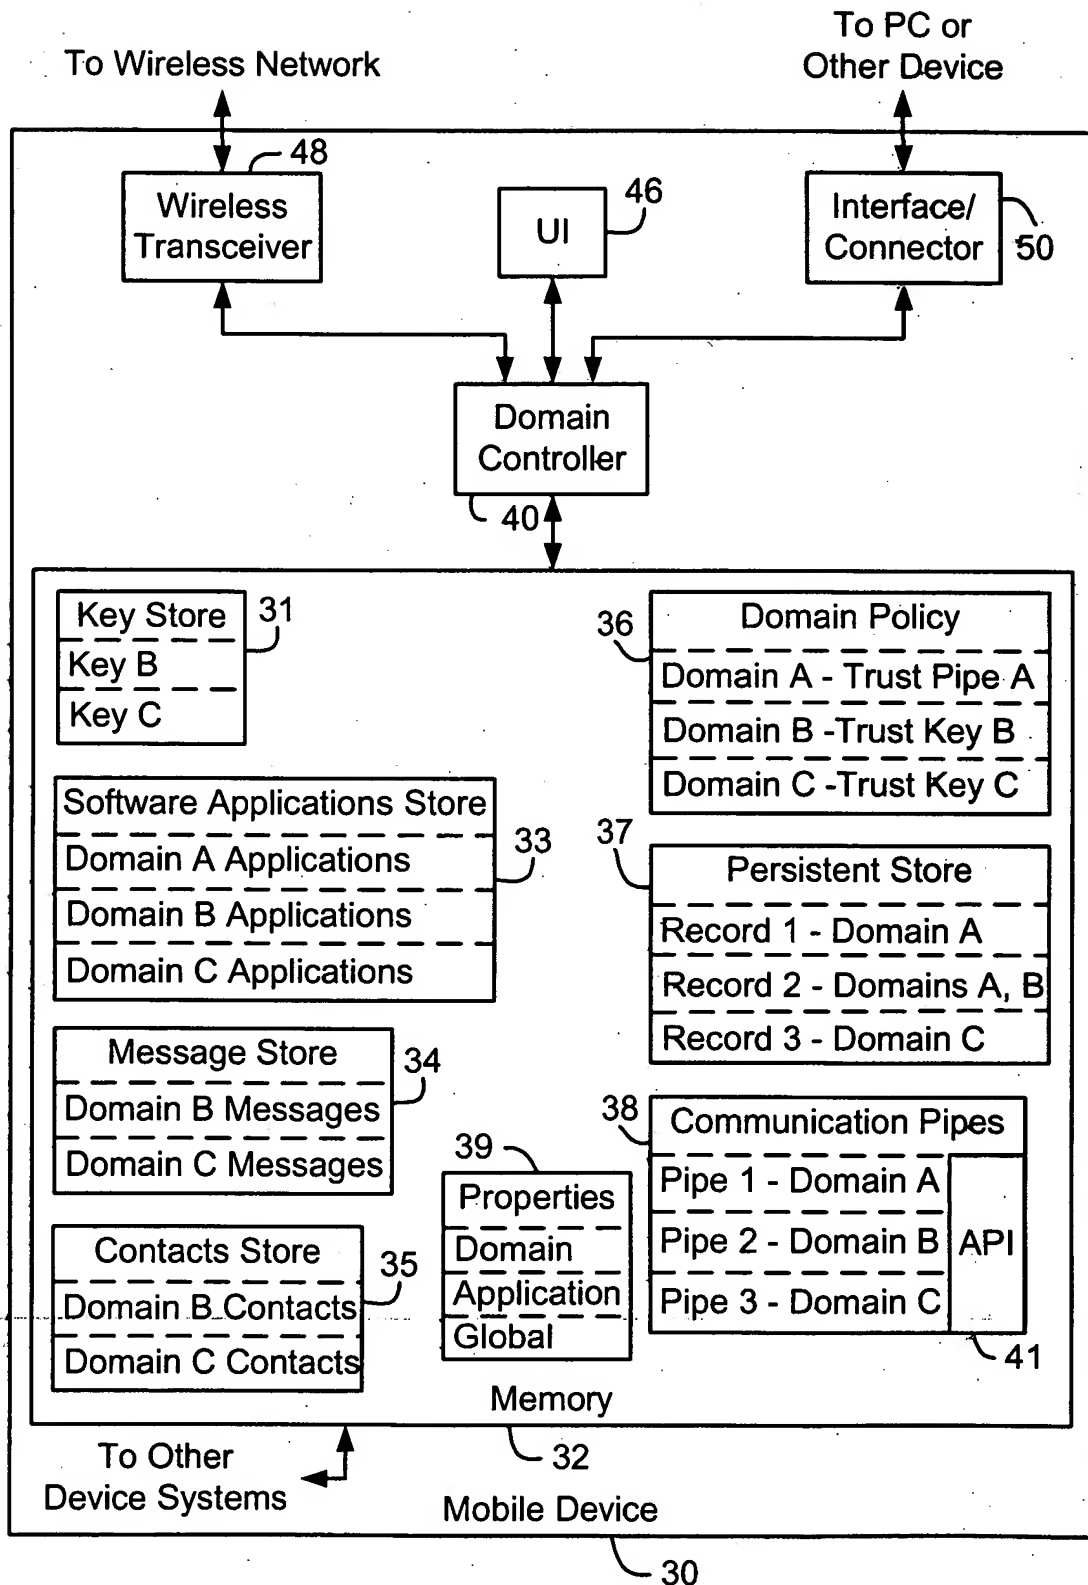 To PC or
Other Device
To Wireless Network
48
Wireless
Transceiver
46
UI
Interface/
Connector
50
Domain
Controller
40
Key Store
Key B
Key C
31
36
Domain Policy
Domain A - Trust Pipe A
Domain B -Trust Key B
Domain C -Trust Key C
Software Applications Store
Domain A Applications
Domain B Applications
Domain C Applications
33
37
Persistent Store
Record 1 - Domain A
Record 2 - Domains A, B
Record 3 - Domain C
Message Store
Domain B Messages
Domain C Messages
34
38
Communication Pipes
Pipe 1 - Domain A
Pipe 2 - Domain B
Pipe 3 - Domain C
API
41
39
Properties
Domain
Application
Global
Contacts Store
Domain B Contacts
Domain C Contacts
35
Memory
32
To Other
Device Systems
Mobile Device
30